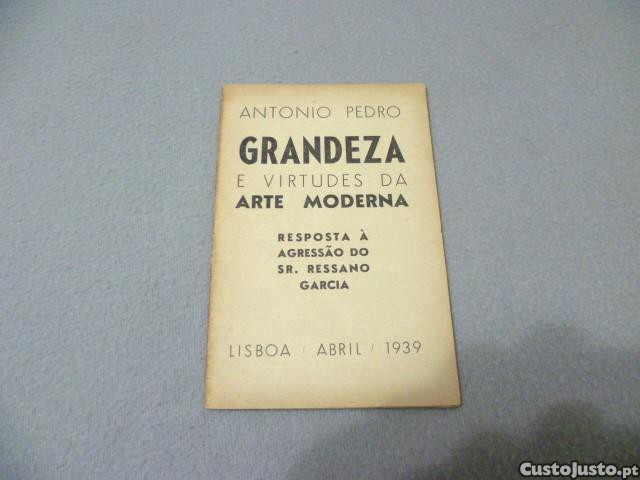 ANTONIO PEDRO
GRANDEZA
E VIRTUDES DA
ARTE MODERNA
RESPOSTA À
AGRESSÃO DO
SR. RESSANO
GARCIA
LISBOA / ABRIL / 1939
CustoJusto.pt